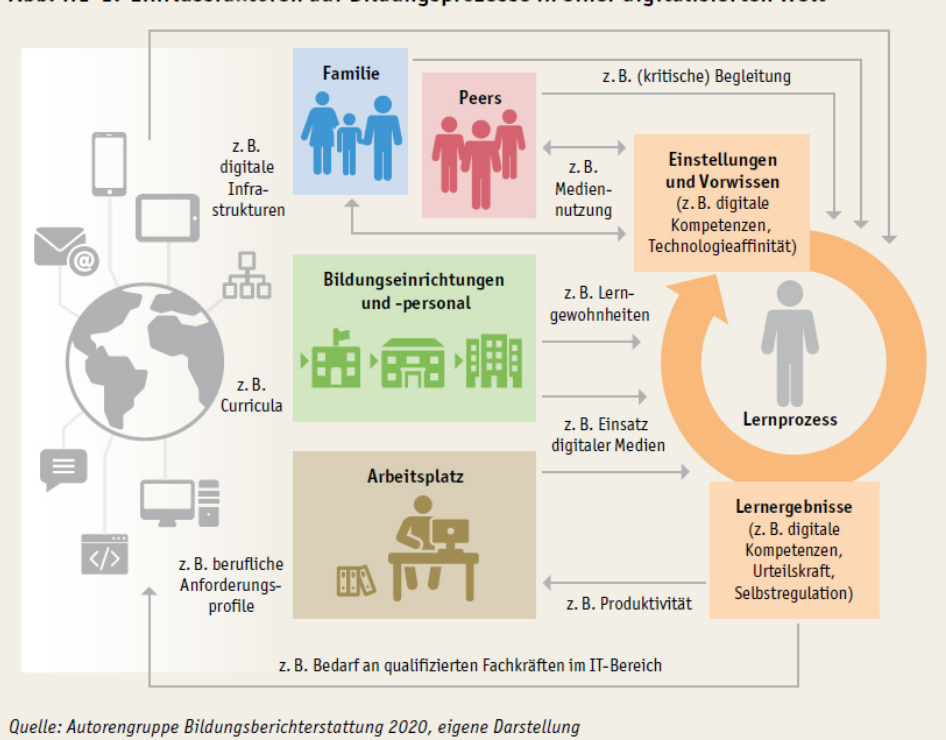 Familie
z. B. (kritische) Begleitung
Peers
z. B.
digitale
Infra-
strukturen
z. B.
Medien-
nutzung
Einstellungen
und Vorwissen
(z. B. digitale
Kompetenzen,
Technologieaffinität)
@
Bildungseinrichtungen
und -personal
z. B. Lern-
gewohnheiten
z. B.
Curricula
Lernprozess
z. B. Einsatz
digitaler Medien
Arbeitsplatz
</>
z. B. berufliche
Anforderungs-
profile
Lernergebnisse
(z. B. digitale
Kompetenzen,
Urteilskraft,
Selbstregulation)
z. B. Produktivität
z. B. Bedarf an qualifizierten Fachkräften im IT-Bereich
Quelle: Autorengruppe Bildungsberichterstattung 2020, eigene Darstellung